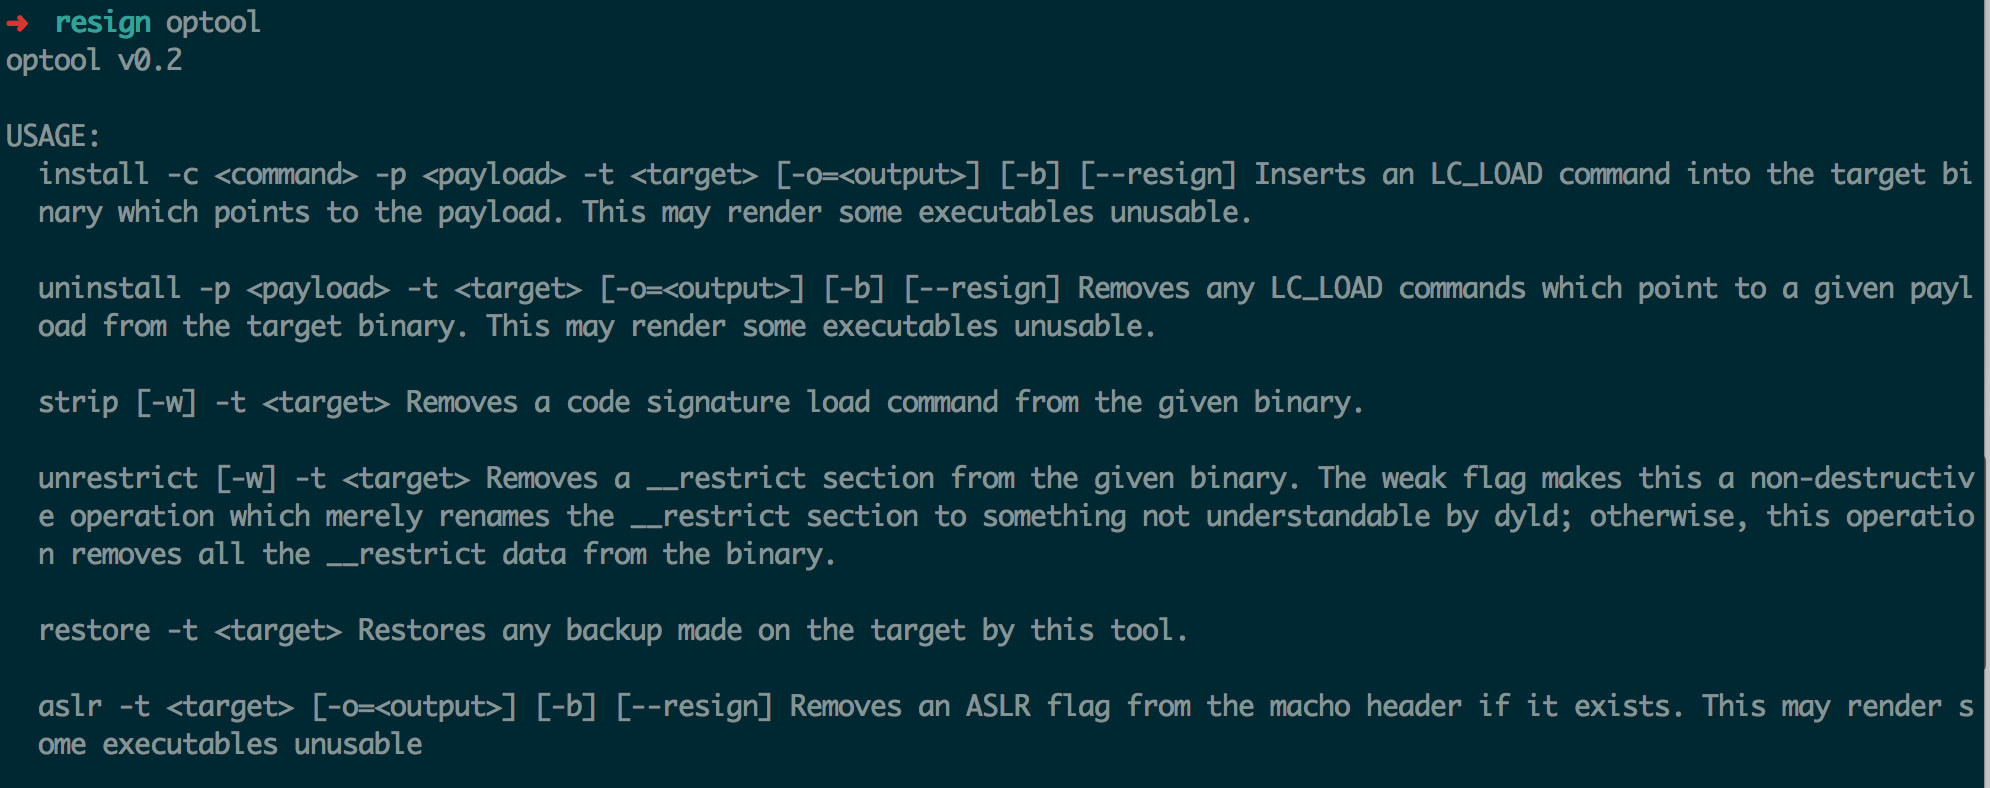 ➜  resign optool
optool v0.2

USAGE:
  install -c <command> -p <payload> -t <target> [-o=<output>] [-b] [--resign] Inserts an LC_LOAD command into the target bi
  nary which points to the payload. This may render some executables unusable.

  uninstall -p <payload> -t <target> [-o=<output>] [-b] [--resign] Removes any LC_LOAD commands which point to a given payl
  oad from the target binary. This may render some executables unusable.

  strip [-w] -t <target> Removes a code signature load command from the given binary.

  unrestrict [-w] -t <target> Removes a __restrict section from the given binary. The weak flag makes this a non-destructiv
  e operation which merely renames the __restrict section to something not understandable by dyld; otherwise, this operatio
  n removes all the __restrict data from the binary.

  restore -t <target> Restores any backup made on the target by this tool.

  aslr -t <target> [-o=<output>] [-b] [--resign] Removes an ASLR flag from the macho header if it exists. This may render s
  ome executables unusable